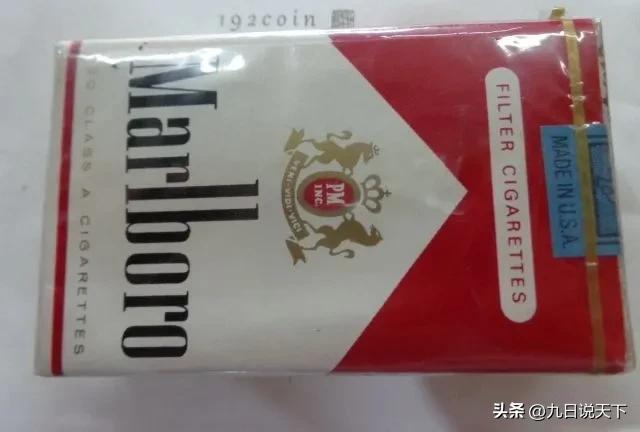 192coin
FILTER CIGARETTES
MADE IN U.S.A.
PM
INC.
VENI·VIDI·VICI
Marlboro
20 CLASS A CIGARETTES
头条 @九日说天下